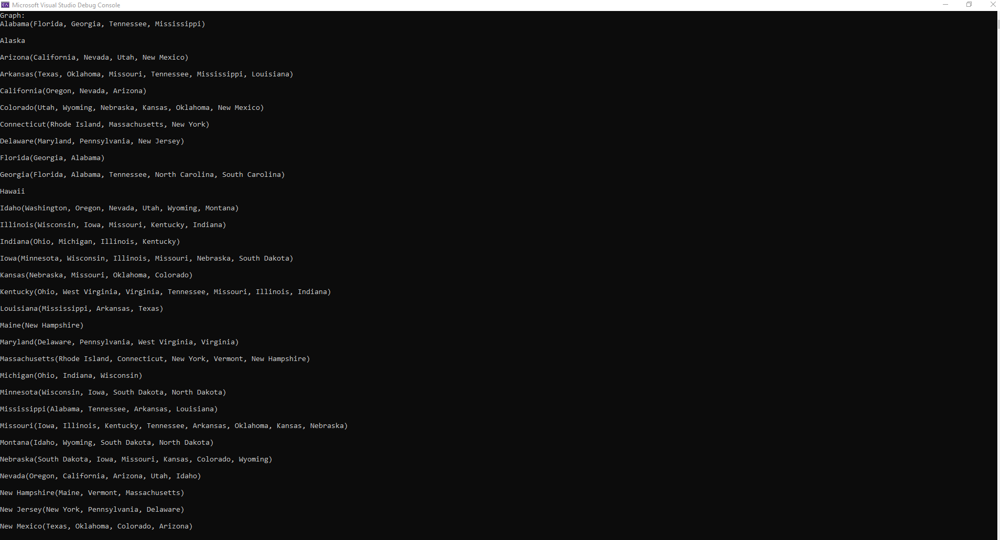 Microsoft Visual Studio Debug Console
Graph:
Alabama(Florida, Georgia, Tennessee, Mississippi)
Alaska
Arizona(California, Nevada, Utah, New Mexico)
Arkansas(Texas, Oklahoma, Missouri, Tennessee, Mississippi, Louisiana)
California(Oregon, Nevada, Arizona)
Colorado(Utah, Wyoming, Nebraska, Kansas, Oklahoma, New Mexico)
Connecticut(Rhode Island, Massachusetts, New York)
Delaware(Maryland, Pennsylvania, New Jersey)
Florida(Georgia, Alabama)
Georgia(Florida, Alabama, Tennessee, North Carolina, South Carolina)
Hawaii
Idaho(Washington, Oregon, Nevada, Utah, Wyoming, Montana)
Illinois(Wisconsin, Iowa, Missouri, Kentucky, Indiana)
Indiana(Ohio, Michigan, Illinois, Kentucky)
Iowa(Minnesota, Wisconsin, Illinois, Missouri, Nebraska, South Dakota)
Kansas(Nebraska, Missouri, Oklahoma, Colorado)
Kentucky(Ohio, West Virginia, Virginia, Tennessee, Missouri, Illinois, Indiana)
Louisiana(Mississippi, Arkansas, Texas)
Maine(New Hampshire)
Maryland(Delaware, Pennsylvania, West Virginia, Virginia)
Massachusetts(Rhode Island, Connecticut, New York, Vermont, New Hampshire)
Michigan(Ohio, Indiana, Wisconsin)
Minnesota(Wisconsin, Iowa, South Dakota, North Dakota)
Mississippi(Alabama, Tennessee, Arkansas, Louisiana)
Missouri(Iowa, Illinois, Kentucky, Tennessee, Arkansas, Oklahoma, Kansas, Nebraska)
Montana(Idaho, Wyoming, South Dakota, North Dakota)
Nebraska(South Dakota, Iowa, Missouri, Kansas, Colorado, Wyoming)
Nevada(Oregon, California, Arizona, Utah, Idaho)
New Hampshire(Maine, Vermont, Massachusetts)
New Jersey(New York, Pennsylvania, Delaware)
New Mexico(Texas, Oklahoma, Colorado, Arizona)